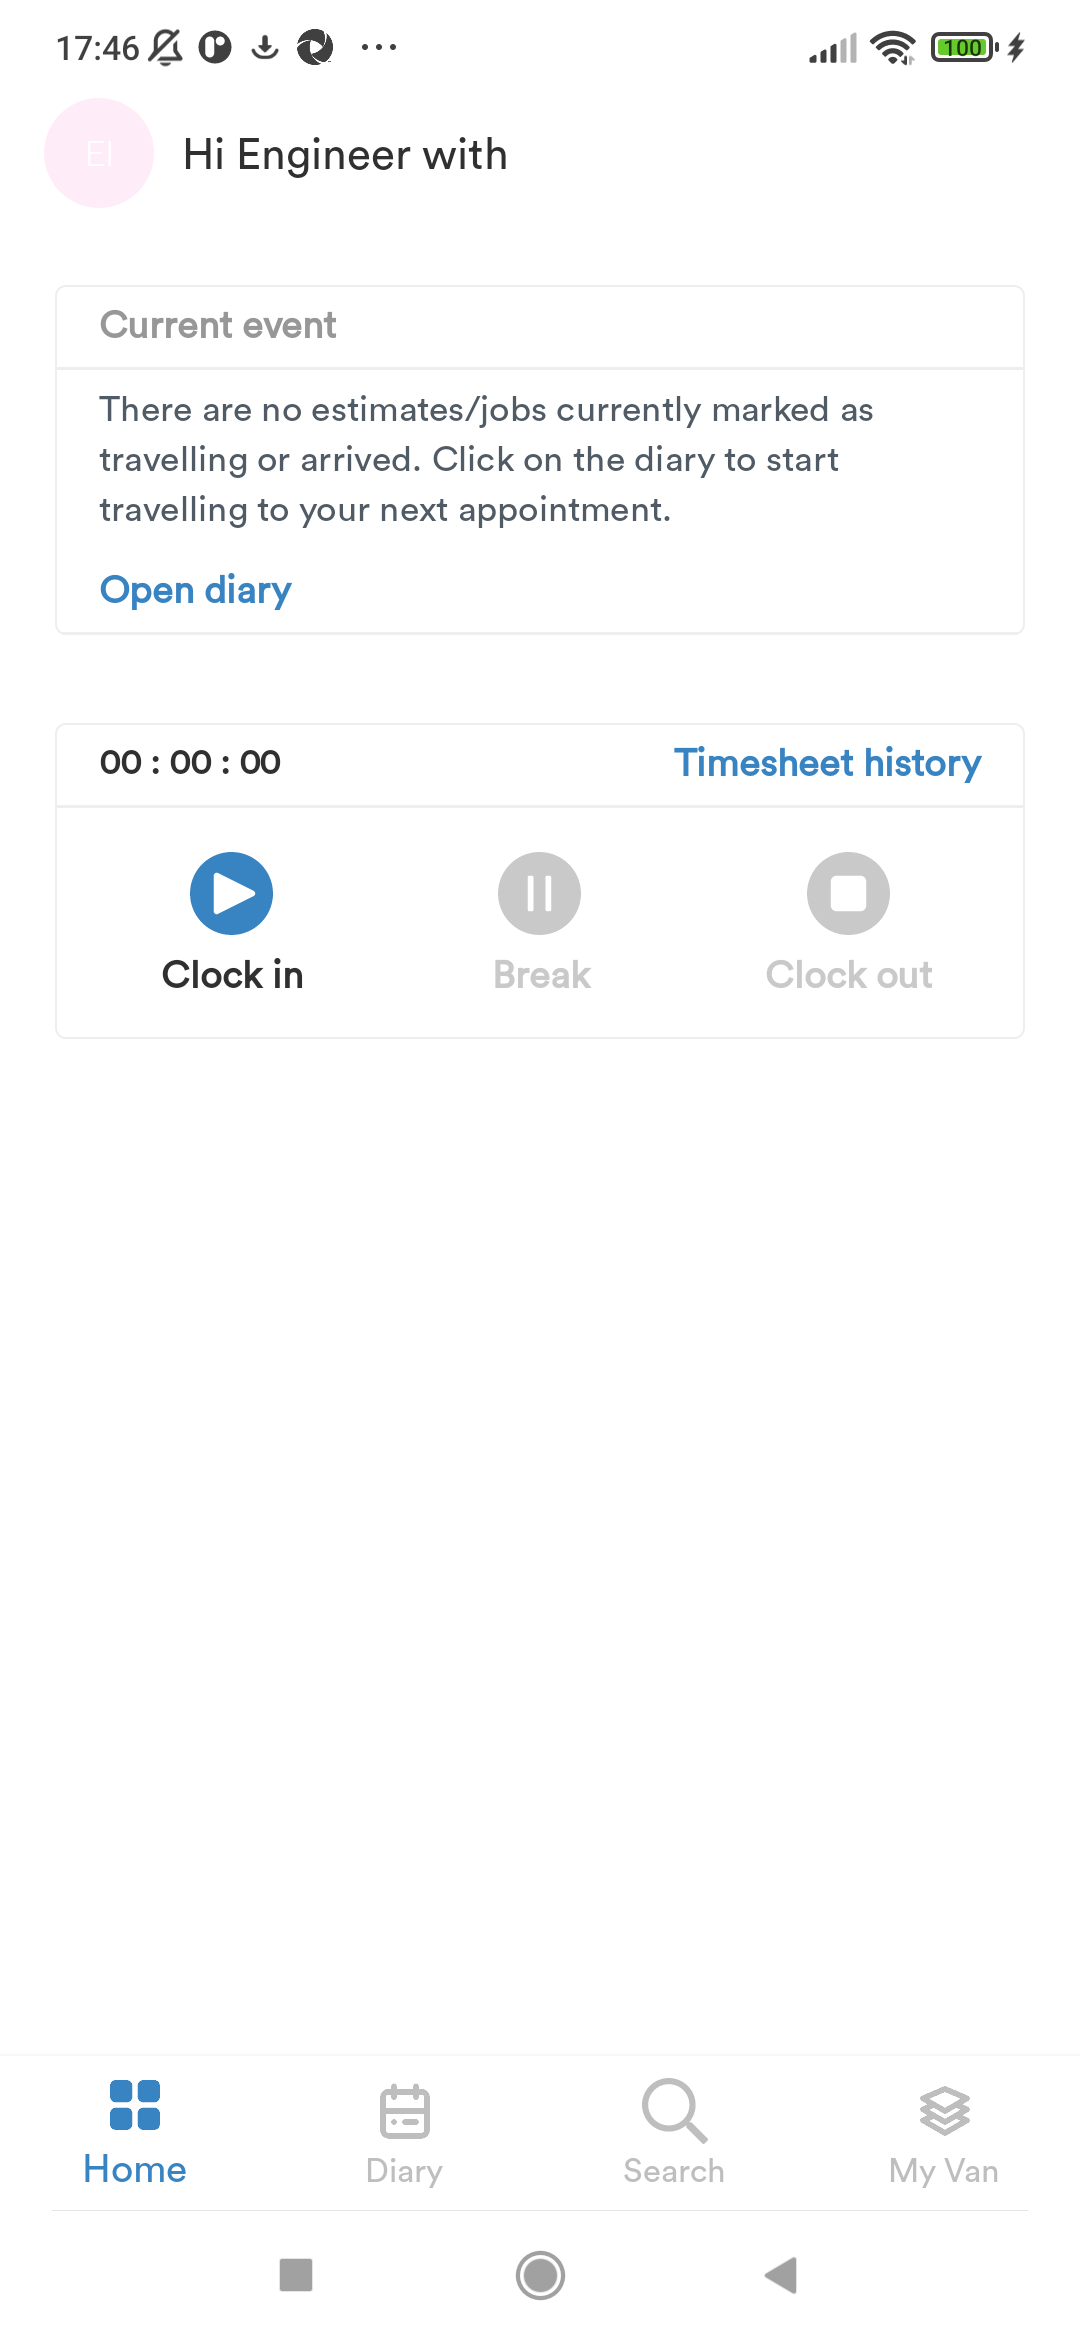 17:46
100
EI
Hi Engineer with
Current event
There are no estimates/jobs currently marked as
travelling or arrived. Click on the diary to start
travelling to your next appointment.
Open diary
00 : 00 : 00
Timesheet history
Clock in
Break
Clock out
Home
Diary
Search
My Van